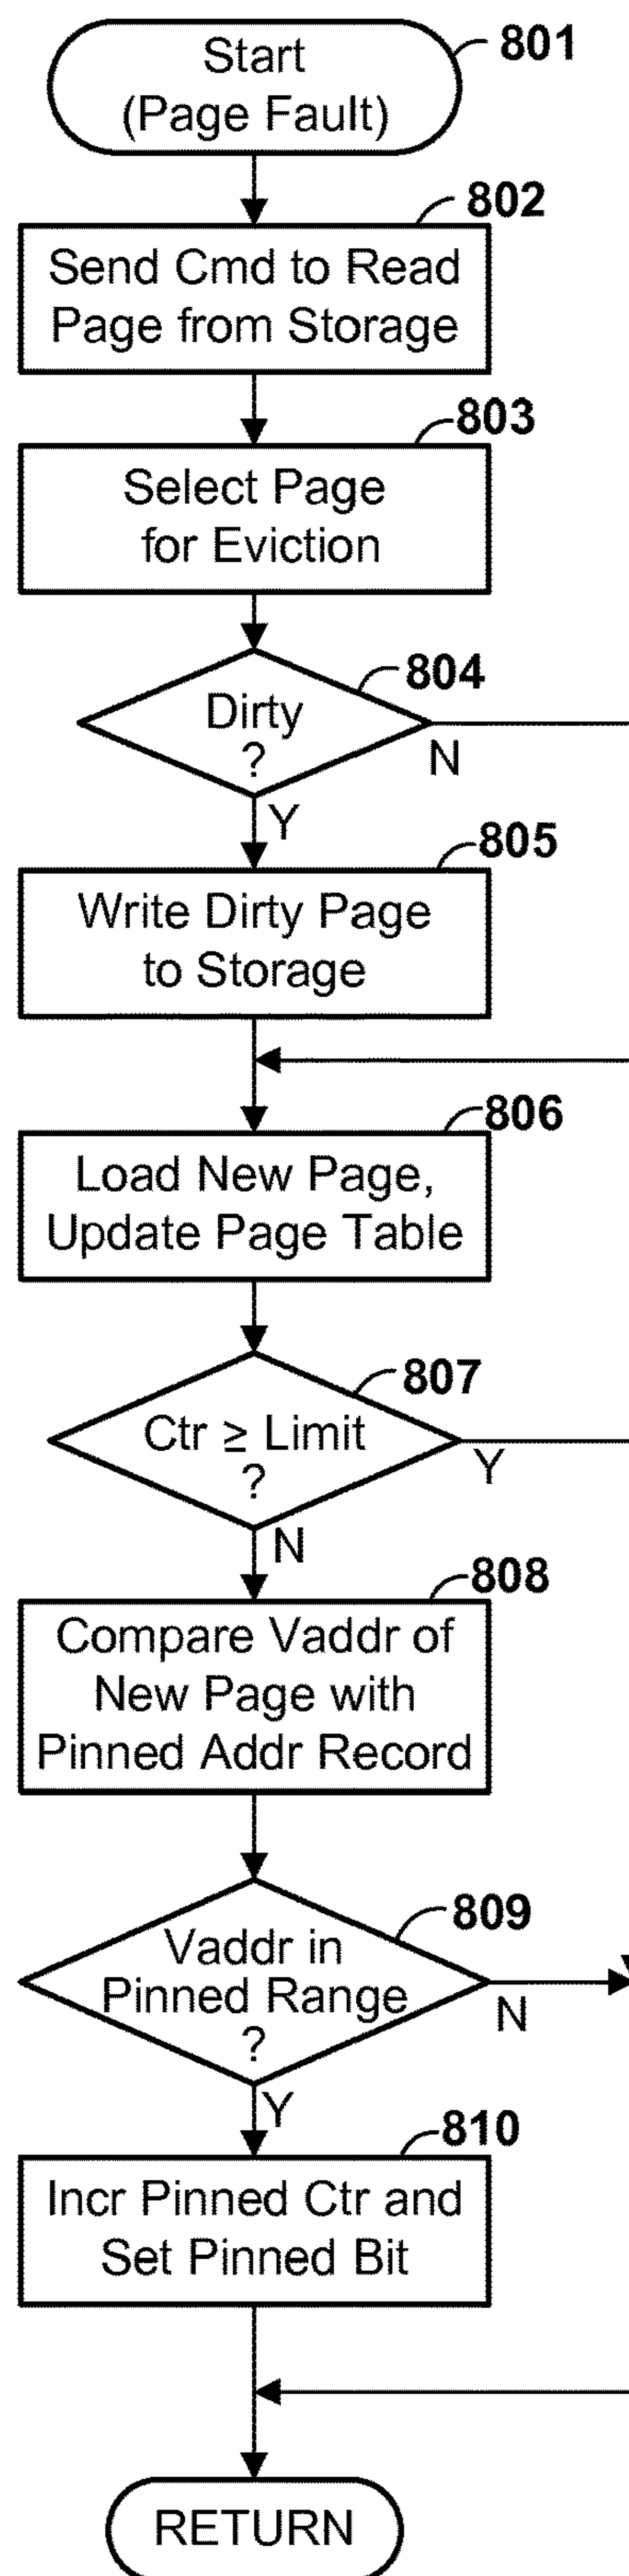 Start
(Page Fault)
801
802
Send Cmd to Read
Page from Storage
803
Select Page
for Eviction
804
Dirty
?
N
Y
805
Write Dirty Page
to Storage
806
Load New Page,
Update Page Table
807
Ctr ≥ Limit
?
Y
N
808
Compare Vaddr of
New Page with
Pinned Addr Record
809
Vaddr in
Pinned Range
?
N
Y
810
Incr Pinned Ctr and
Set Pinned Bit
RETURN